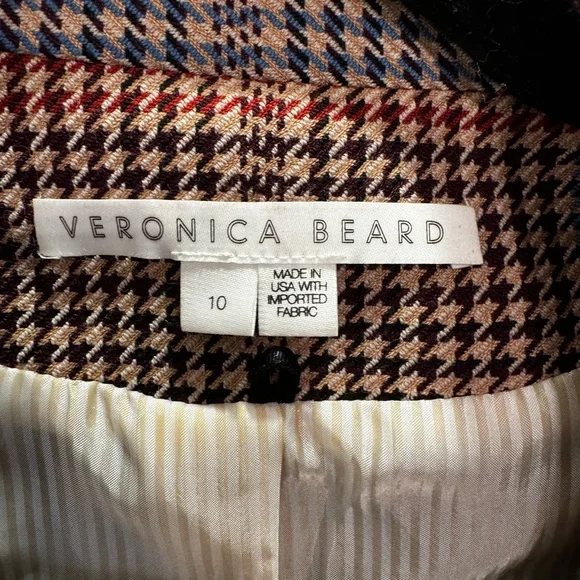 VERONICA BEARD
10
MADE IN
USA WITH
IMPORTED
FABRIC